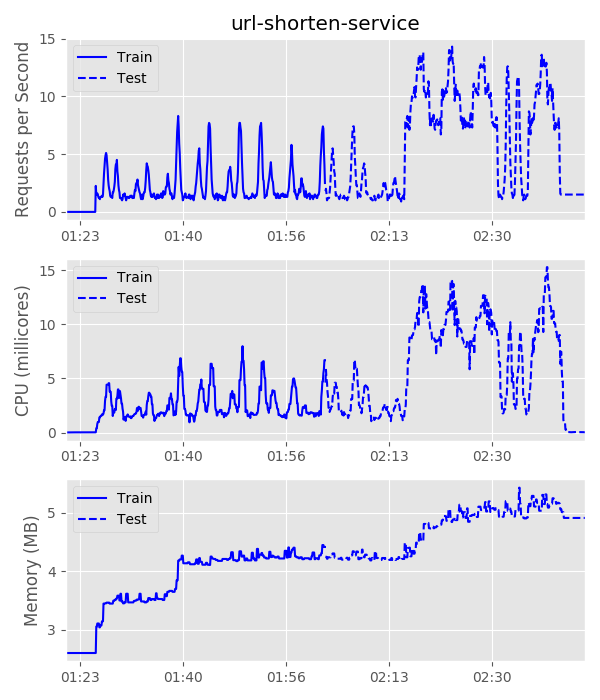 url-shorten-service
Requests per Second
15
10
5
0
Train
Test
01:23 01:40 01:56 02:13 02:30
CPU (millicores)
15
10
5
0
Train
Test
01:23 01:40 01:56 02:13 02:30
Memory (MB)
5
4
3
Train
Test
01:23 01:40 01:56 02:13 02:30